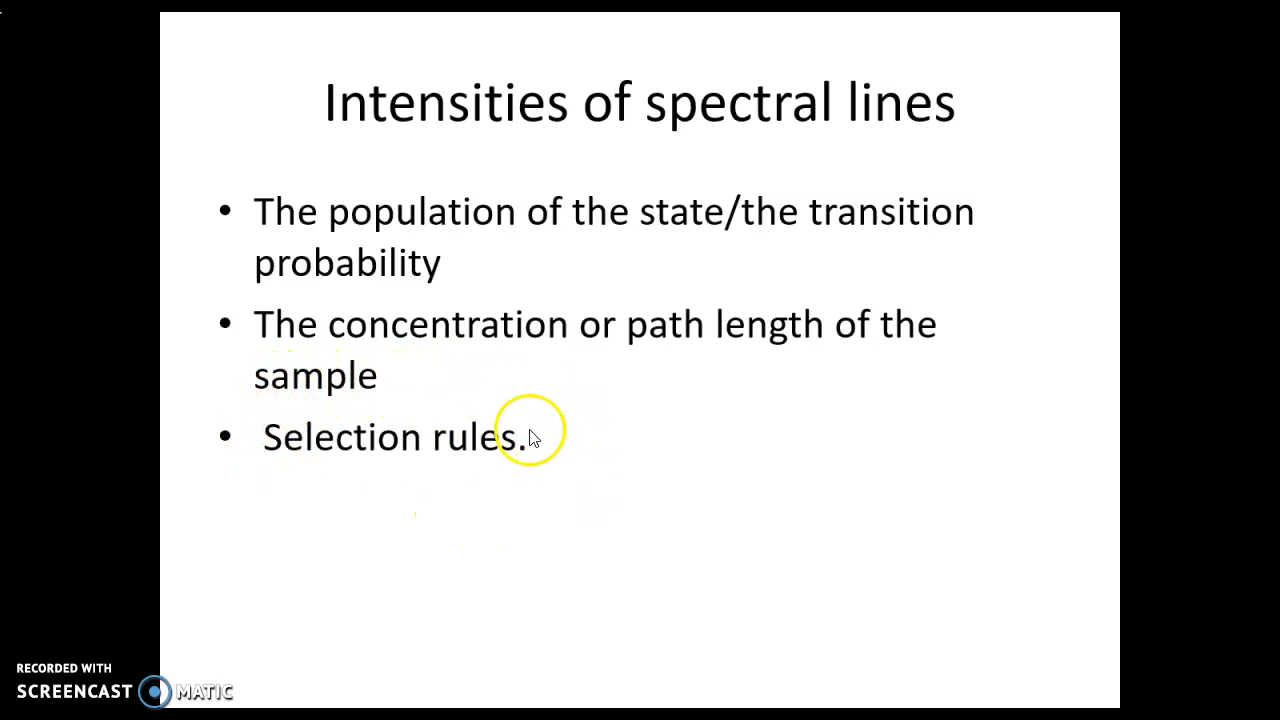 Intensities of spectral lines
• The population of the state/the transition
probability
• The concentration or path length of the
sample
• Selection rules.
RECORDED WITH
SCREENCAST MATIC